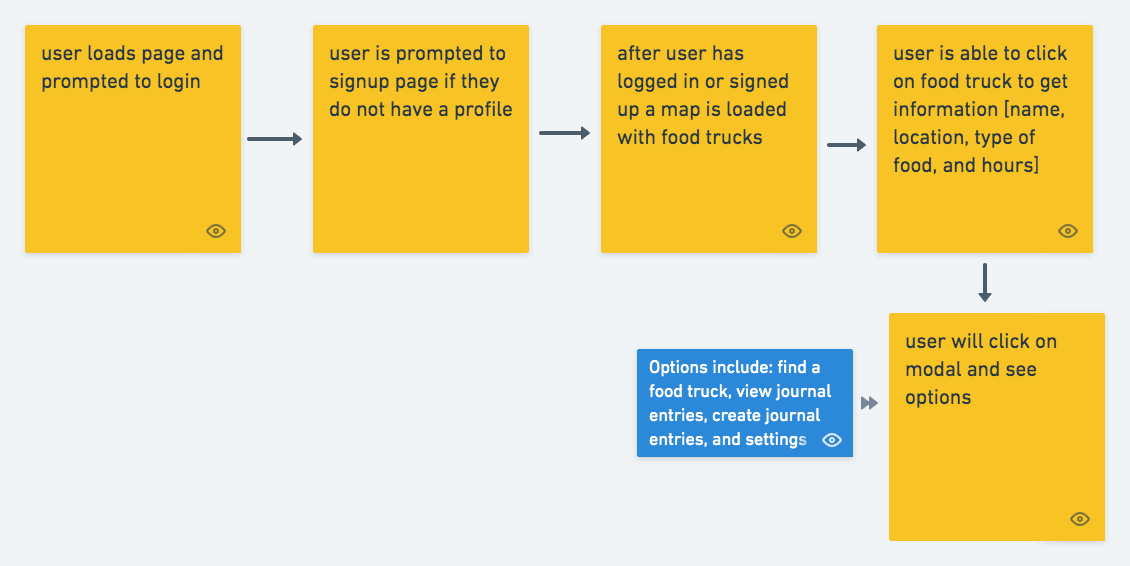 user loads page and
prompted to login
user is prompted to
signup page if they
do not have a profile
after user has
logged in or signed
up a map is loaded
with food trucks
user is able to click
on food truck to get
information [name,
location, type of
food, and hours]
Options include: find a
food truck, view journal
entries, create journal
entries, and settings
user will click on
modal and see
options